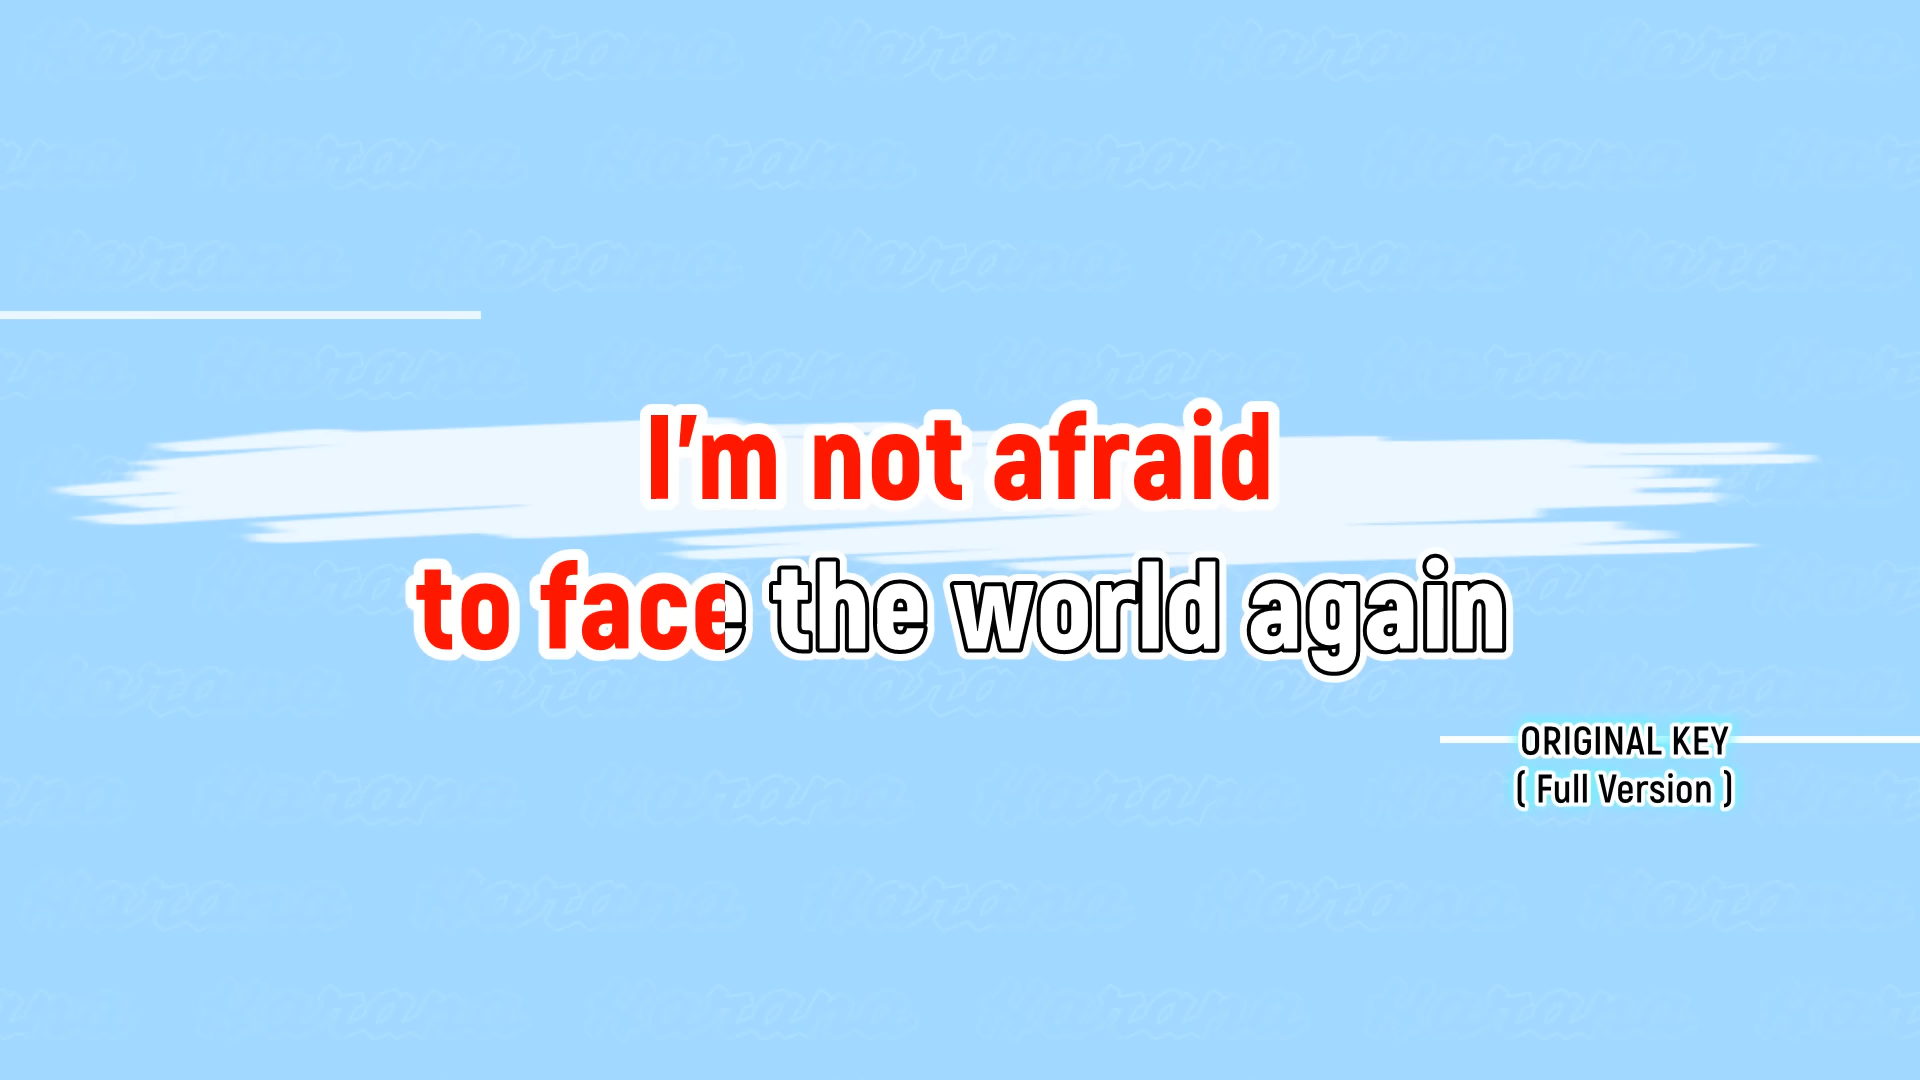 I'm not afraid
to face the world again
ORIGINAL KEY
( Full Version )